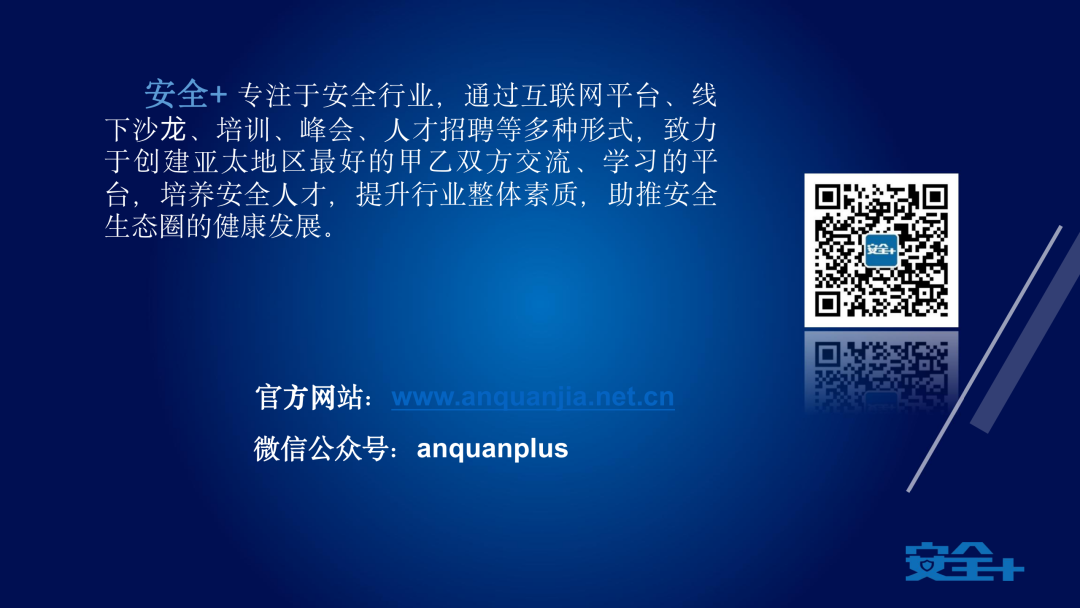 安全+ 专注于安全行业，通过互联网平台、线
下沙龙、培训、峰会、人才招聘等多种形式，致力
于创建亚太地区最好的甲乙双方交流、学习的平
台，培养安全人才，提升行业整体素质，助推安全
生态圈的健康发展。
安全+
官方网站：www.anquanjia.net.cn
微信公众号：anquanplus
安全+